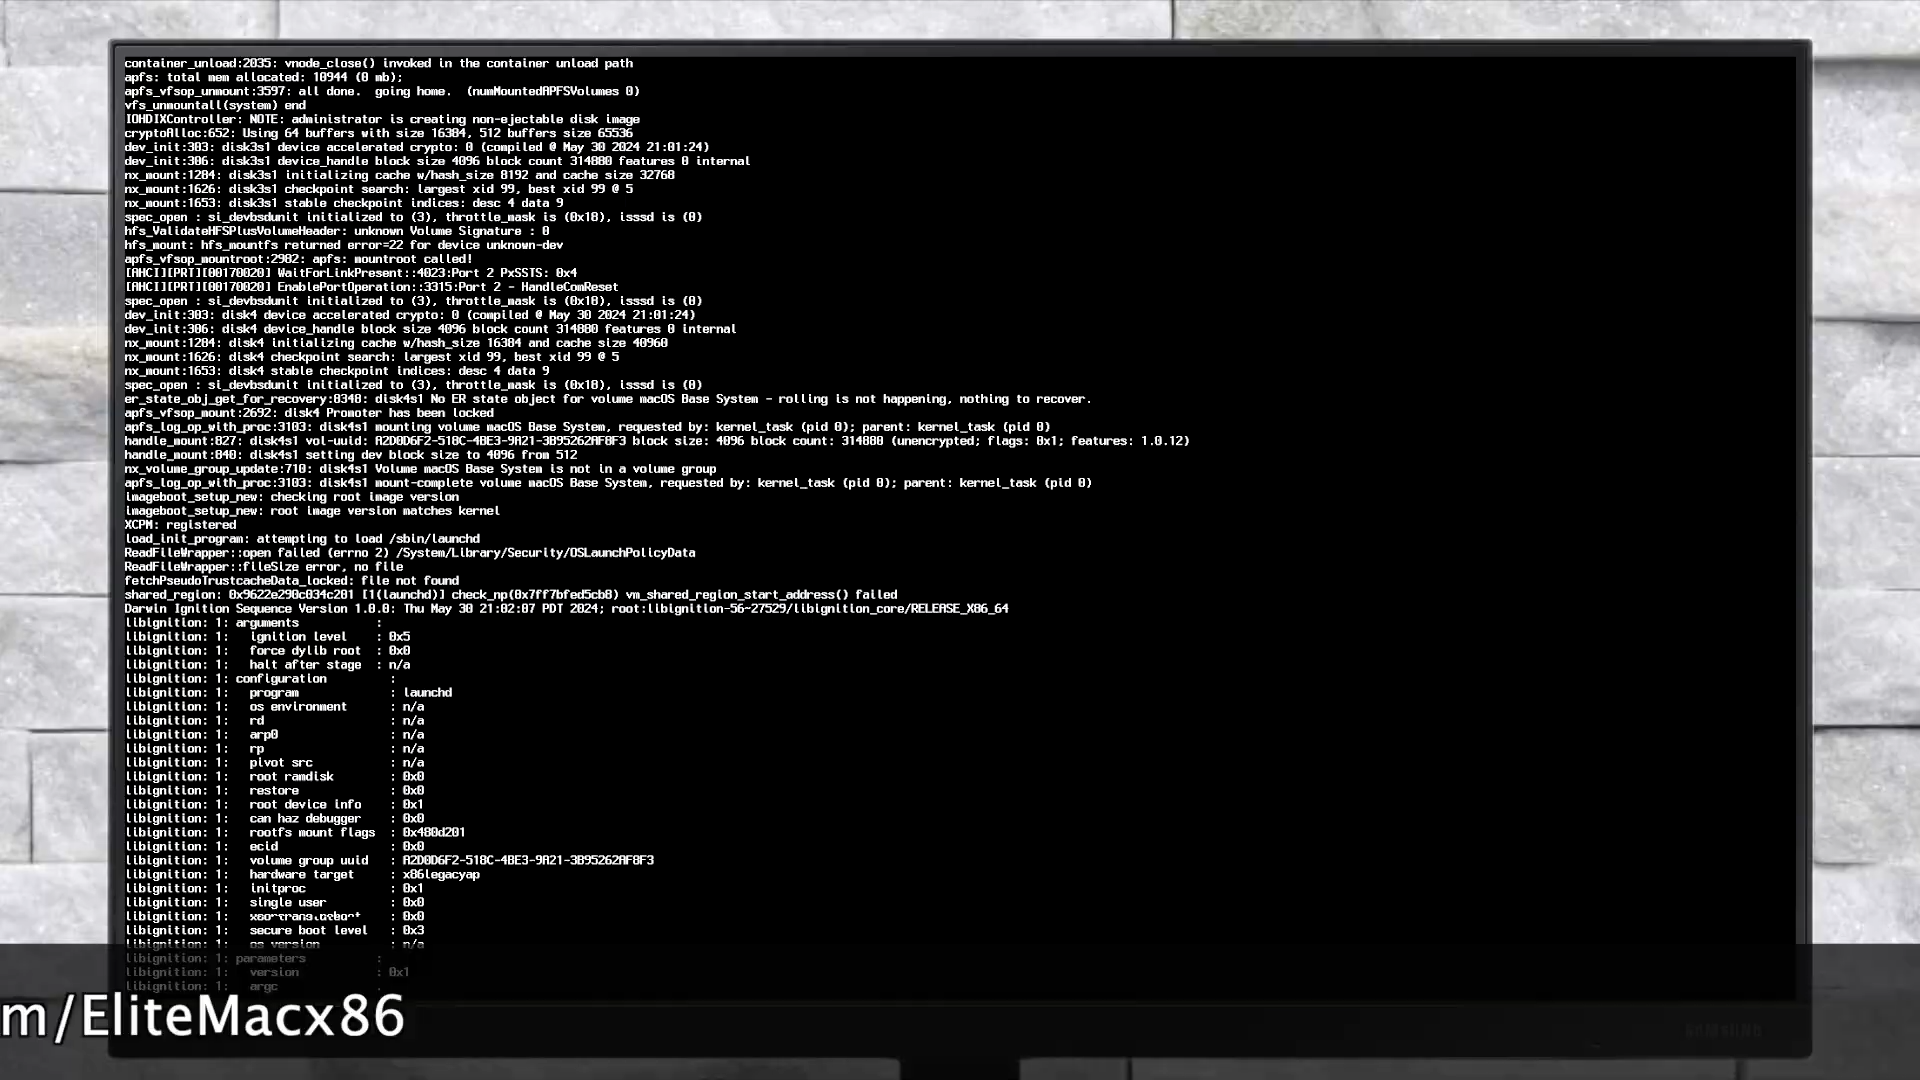 container_unload:2035: vnode_close() invoked in the container unload path
apfs: total mem allocated: 10944 (0 mb);
apfs_vfsop_unmount:3597: all done.  going home.  (numMountedAPFSVolumes 0)
vfs_unmountall(system) end
IOHDIXController: NOTE: administrator is creating non-ejectable disk image
cryptoAlloc:652: Using 64 buffers with size 16384, 512 buffers size 65536
dev_init:303: disk3s1 device accelerated crypto: 0 (compiled @ May 30 2024 21:01:24)
dev_init:306: disk3s1 device_handle block size 4096 block count 314880 features 0 internal
nx_mount:1284: disk3s1 initializing cache w/hash_size 8192 and cache size 32768
nx_mount:1626: disk3s1 checkpoint search: largest xid 99, best xid 99 @ 5
nx_mount:1653: disk3s1 stable checkpoint indices: desc 4 data 9
spec_open : si_devbsdunit initialized to (3), throttle_mask is (0x18), isssd is (0)
hfs_ValidateHFSPlusVolumeHeader: unknown Volume Signature : 0
hfs_mount: hfs_mountfs returned error=22 for device unknown-dev
apfs_vfsop_mountroot:2982: apfs: mountroot called!
[AHCI][PRT][00170020] WaitForLinkPresent::4023:Port 2 PxSSTS: 0x4
[AHCI][PRT][00170020] EnablePortOperation::3315:Port 2 - HandleComReset
spec_open : si_devbsdunit initialized to (3), throttle_mask is (0x18), isssd is (0)
dev_init:303: disk4 device accelerated crypto: 0 (compiled @ May 30 2024 21:01:24)
dev_init:306: disk4 device_handle block size 4096 block count 314880 features 0 internal
nx_mount:1284: disk4 initializing cache w/hash_size 16384 and cache size 40960
nx_mount:1626: disk4 checkpoint search: largest xid 99, best xid 99 @ 5
nx_mount:1653: disk4 stable checkpoint indices: desc 4 data 9
spec_open : si_devbsdunit initialized to (3), throttle_mask is (0x18), isssd is (0)
er_state_obj_get_for_recovery:8348: disk4s1 No ER state object for volume macOS Base System - rolling is not happening, nothing to recover.
apfs_vfsop_mount:2692: disk4 Promoter has been locked
apfs_log_op_with_proc:3103: disk4s1 mounting volume macOS Base System, requested by: kernel_task (pid 0); parent: kernel_task (pid 0)
handle_mount:827: disk4s1 vol-uuid: A2D0D6F2-518C-4BE3-9A21-3B95262AF8F3 block size: 4096 block count: 314880 (unencrypted; flags: 0x1; features: 1.0.12)
handle_mount:840: disk4s1 setting dev block size to 4096 from 512
nx_volume_group_update:710: disk4s1 Volume macOS Base System is not in a volume group
apfs_log_op_with_proc:3103: disk4s1 mount-complete volume macOS Base System, requested by: kernel_task (pid 0); parent: kernel_task (pid 0)
imageboot_setup_new: checking root image version
imageboot_setup_new: root image version matches kernel
XCPM: registered
load_init_program: attempting to load /sbin/launchd
ReadFileWrapper::open failed (errno 2) /System/Library/Security/OSLaunchPolicyData
ReadFileWrapper::fileSize error, no file
fetchPseudoTrustcacheData_locked: file not found
shared_region: 0x9622e290c034c201 [1(launchd)] check_np(0x7ff7bfed5cb8) vm_shared_region_start_address() failed
Darwin Ignition Sequence Version 1.0.0: Thu May 30 21:02:07 PDT 2024; root:libignition-56~27529/libignition_core/RELEASE_X86_64
libignition: 1: arguments :
libignition: 1: ignition level : 0x5
libignition: 1: force dylib root : 0x0
libignition: 1: halt after stage : n/a
libignition: 1: configuration :
libignition: 1: program : launchd
libignition: 1: os environment : n/a
libignition: 1: rd : n/a
libignition: 1: arp0 : n/a
libignition: 1: rp : n/a
libignition: 1: pivot src : n/a
libignition: 1: root ramdisk : 0x0
libignition: 1: restore : 0x0
libignition: 1: root device info : 0x1
libignition: 1: can haz debugger : 0x0
libignition: 1: rootfs mount flags : 0x480d201
libignition: 1: ecid : 0x0
libignition: 1: volume group uuid : A2D0D6F2-518C-4BE3-9A21-3B95262AF8F3
libignition: 1: hardware target : x86legacyap
libignition: 1: initproc : 0x1
libignition: 1: single user : 0x0
libignition: 1: : 0x0
libignition: 1: secure boot level : 0x3
libignition: 1: os version : n/a
libignition: 1: parameters :
libignition: 1: version : 0x1
libignition: 1: argc :
m/EliteMacx86
SAMSUNG